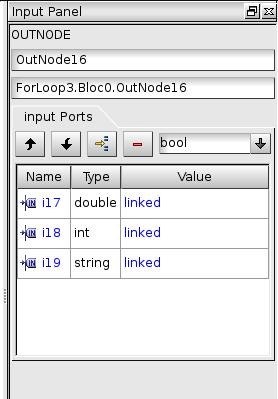 Input Panel
OUTNODE
OutNode16
ForLoop3.Bloc0.OutNode16
input Ports
bool
Name Type Value
IN i17 double linked
IN i18 int linked
IN i19 string linked